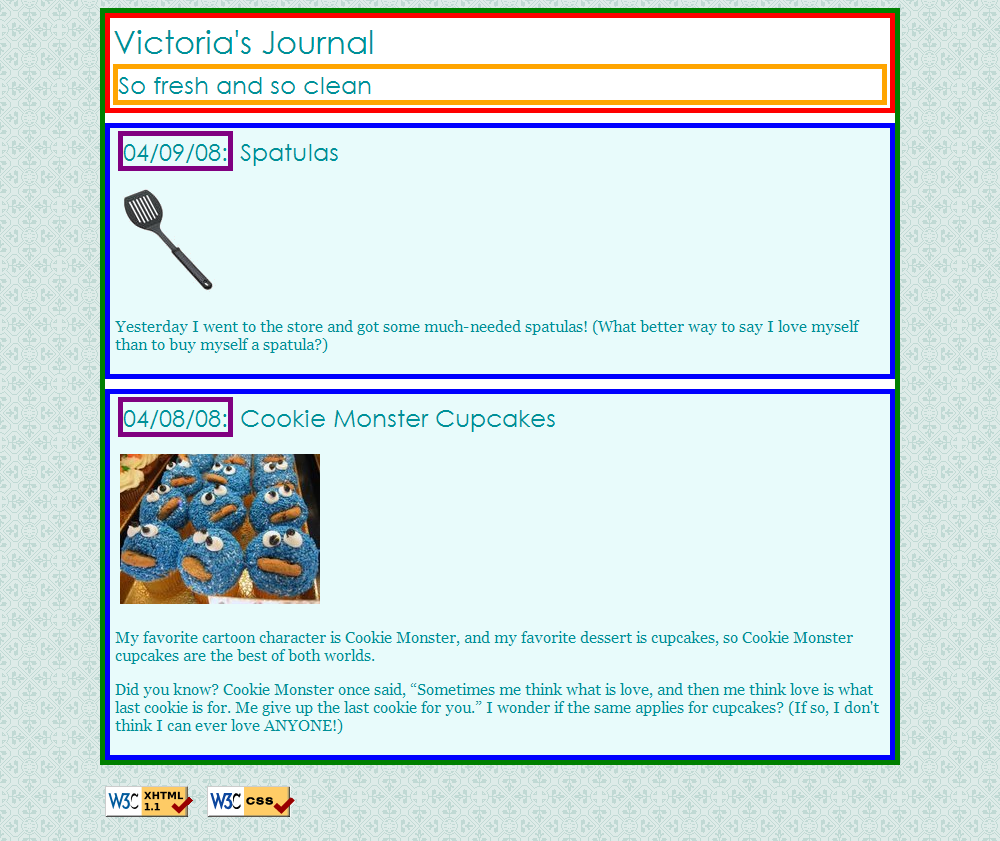 Victoria's Journal
So fresh and so clean
04/09/08: Spatulas
Yesterday I went to the store and got some much-needed spatulas! (What better way to say I love myself
than to buy myself a spatula?)
04/08/08: Cookie Monster Cupcakes
My favorite cartoon character is Cookie Monster, and my favorite dessert is cupcakes, so Cookie Monster
cupcakes are the best of both worlds.
Did you know? Cookie Monster once said, “Sometimes me think what is love, and then me think love is what
last cookie is for. Me give up the last cookie for you.” I wonder if the same applies for cupcakes? (If so, I don't
think I can ever love ANYONE!)
W3C XHTML 1.1 W3C CSS